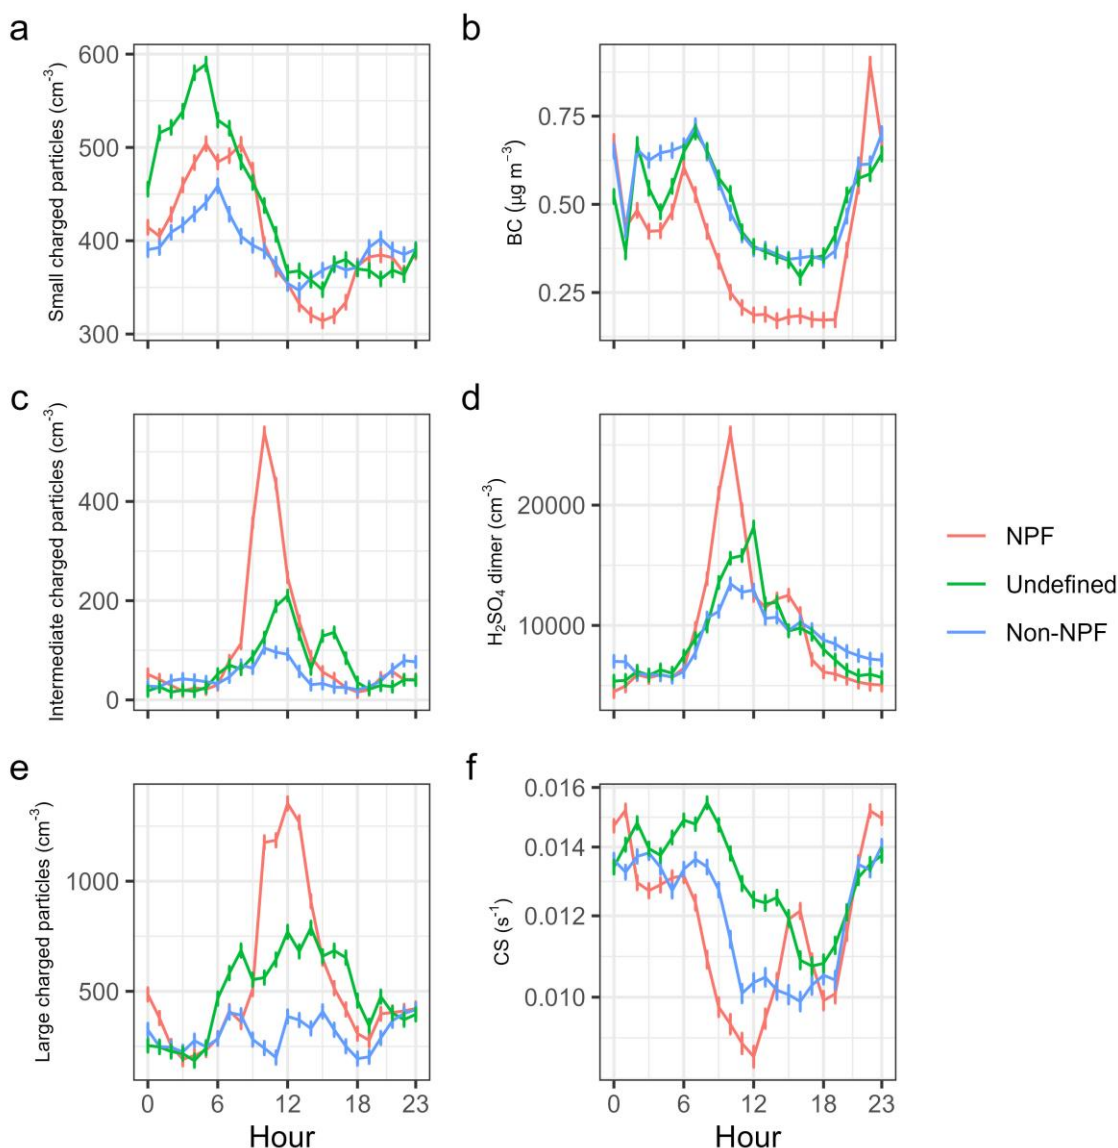 a
Small charged particles (cm⁻³)
600
500
400
300
b
BC (µg m⁻³)
0.75
0.50
0.25
c
Intermediate charged particles (cm⁻³)
400
200
0
d
H₂SO₄ dimer (cm⁻³)
20000
10000
NPF
Undefined
Non-NPF
e
Large charged particles (cm⁻³)
1000
500
0 6 12 18 23
Hour
f
CS (s⁻¹)
0.016
0.014
0.012
0.010
0 6 12 18 23
Hour